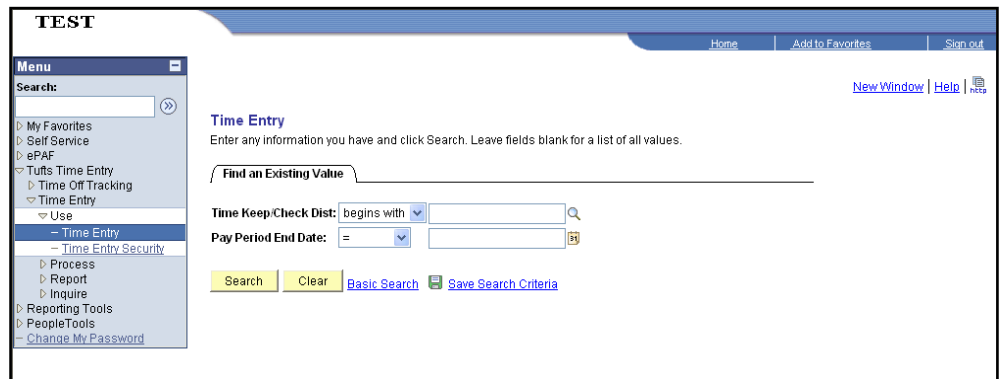 TEST
Home Add to Favorites Sign out
Menu
Search:
New Window | Help | http
My Favorites
Self Service
ePAF
Tufts Time Entry
Time Off Tracking
Time Entry
Use
Time Entry
Time Entry Security
Process
Report
Inquire
Reporting Tools
PeopleTools
Change My Password
Time Entry
Enter any information you have and click Search. Leave fields blank for a list of all values.
Find an Existing Value
Time Keep/Check Dist: begins with
Pay Period End Date: =
31
Search Clear Basic Search Save Search Criteria